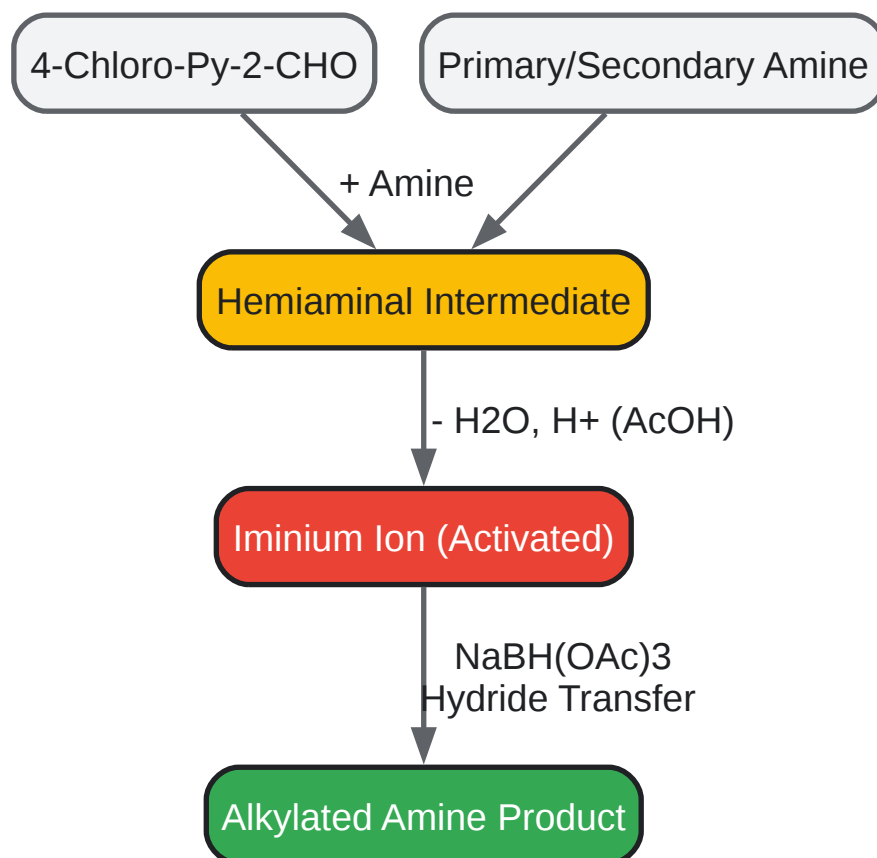 4-Chloro-Py-2-CHO
Primary/Secondary Amine
+ Amine
Hemiaminal Intermediate
- H2O, H+ (AcOH)
Iminium Ion (Activated)
NaBH(OAc)3
Hydride Transfer
Alkylated Amine Product